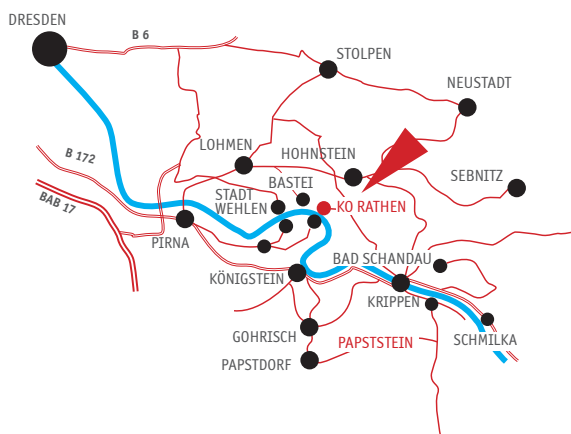 DRESDEN
B 6
STOLPEN
NEUSTADT
LOHMEN
HOHNSTEIN
B 172
SEBNITZ
BASTEI
STADT
WEHLEN
BAB 17
KO RATHEN
PIRNA
BAD SCHANDAU
KÖNIGSTEIN
KRIPPEN
GOHRISCH
PAPSTSTEIN
SCHMILKA
PAPSTDORF